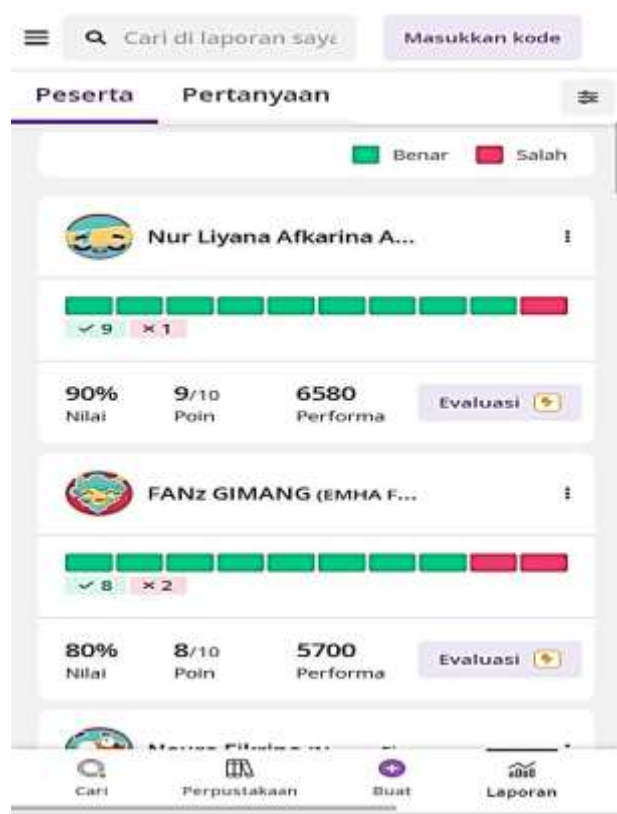 Cari di laporan saya
Masukkan kode
Peserta Pertanyaan
Benar Salah
Nur Liyana Afkarina A...
✓ 9 × 1
90% 9/10 6580
Nilai Poin Performa
Evaluasi
FANz GIMANG (EMHA F...
✓ 8 × 2
80% 8/10 5700
Nilai Poin Performa
Evaluasi
Cari Perpustakaan Buat Laporan